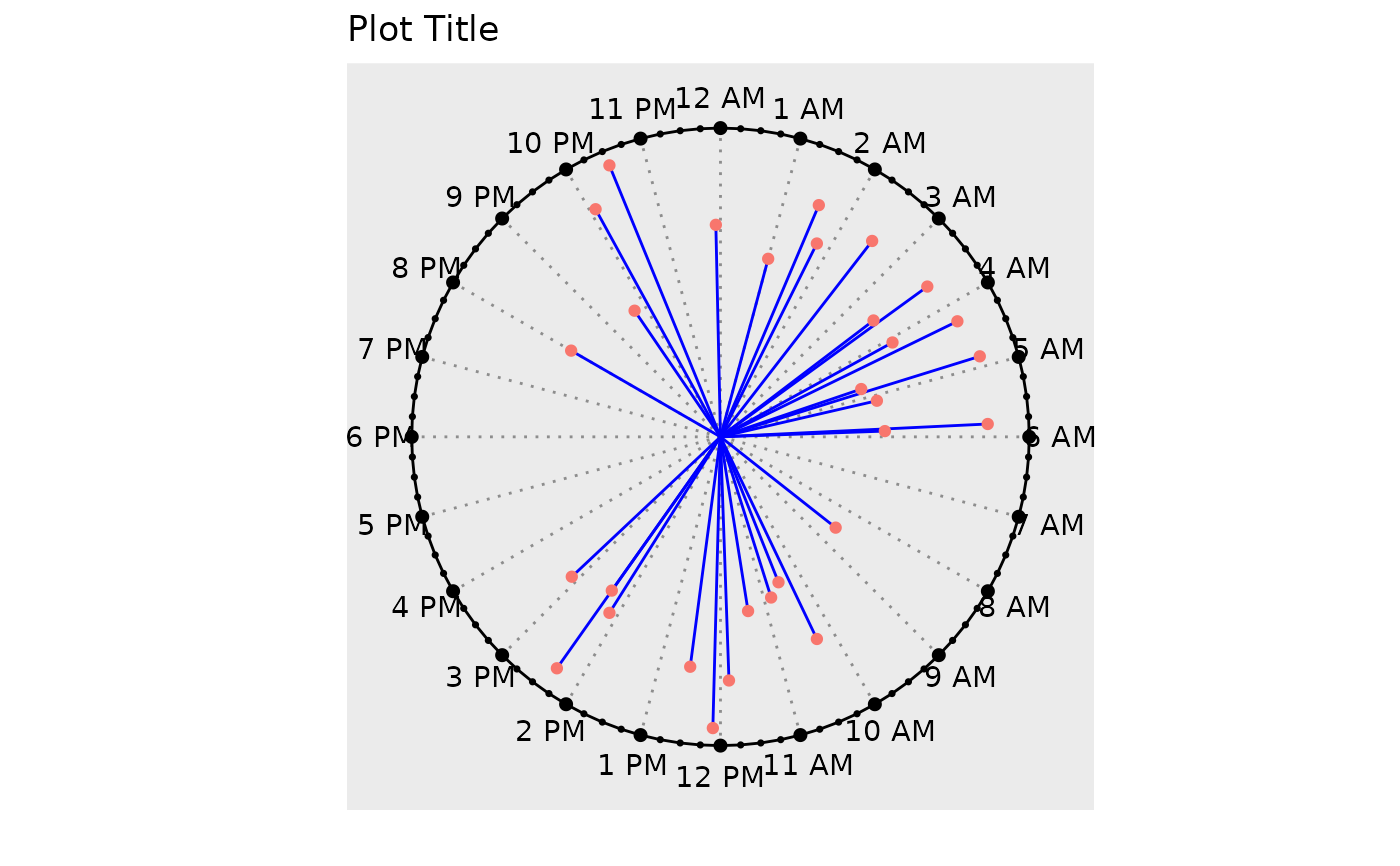 Plot Title
12 AM
11 PM
1 AM
10 PM
2 AM
9 PM
3 AM
8 PM
4 AM
7 PM
5 AM
6 PM
6 AM
5 PM
7 AM
4 PM
8 AM
3 PM
9 AM
2 PM
10 AM
1 PM
11 AM
12 PM